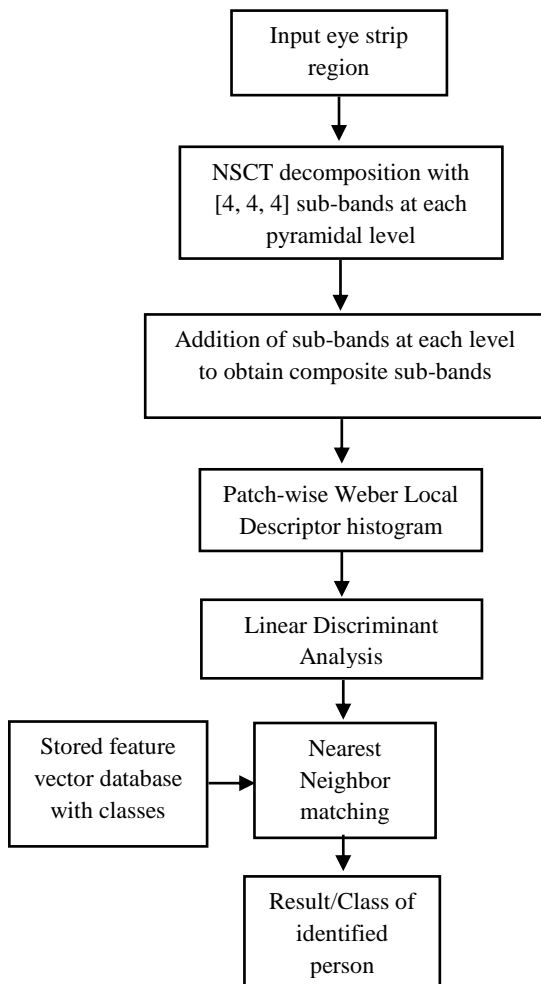 Input eye strip
region
NSCT decomposition with
[4, 4, 4] sub-bands at each
pyramidal level
Addition of sub-bands at each level
to obtain composite sub-bands
Patch-wise Weber Local
Descriptor histogram
Linear Discriminant
Analysis
Stored feature
vector database
with classes
Nearest
Neighbor
matching
Result/Class of
identified
person